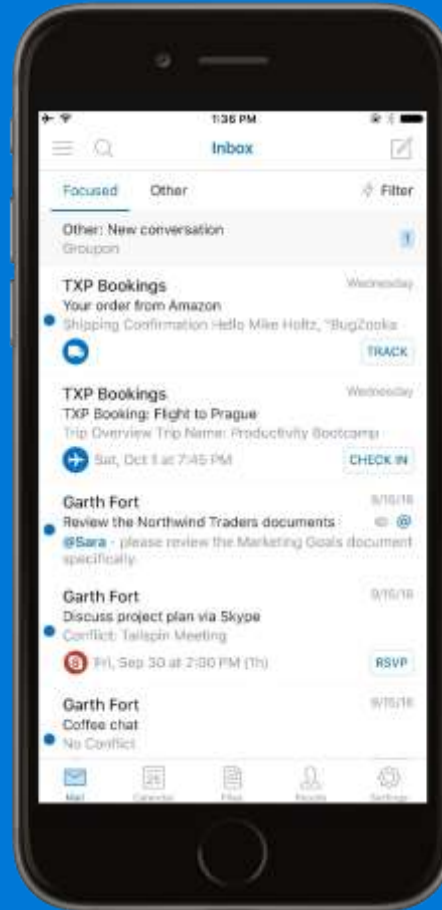 1:36 PM
Inbox
Focused Other Filter
Other: New conversation 1
Groupon
TXP Bookings Wednesday
Your order from Amazon
Shipping Confirmation Hello Mike Holtz, "BugZooka
TRACK
TXP Bookings Wednesday
TXP Booking: Flight to Prague
Trip Overview Trip Name: Productivity Bootcamp
Sat, Oct 1 at 7:45 PM CHECK IN
Garth Fort 9/16/16
Review the Northwind Traders documents @
@Sara - please review the Marketing Goals document
specifically
Garth Fort 9/16/16
Discuss project plan via Skype
Conflict: Tailspin Meeting
Fri, Sep 30 at 2:00 PM (1h) RSVP
Garth Fort 9/16/16
Coffee chat
No Conflict
Mail Calendar Files People Settings